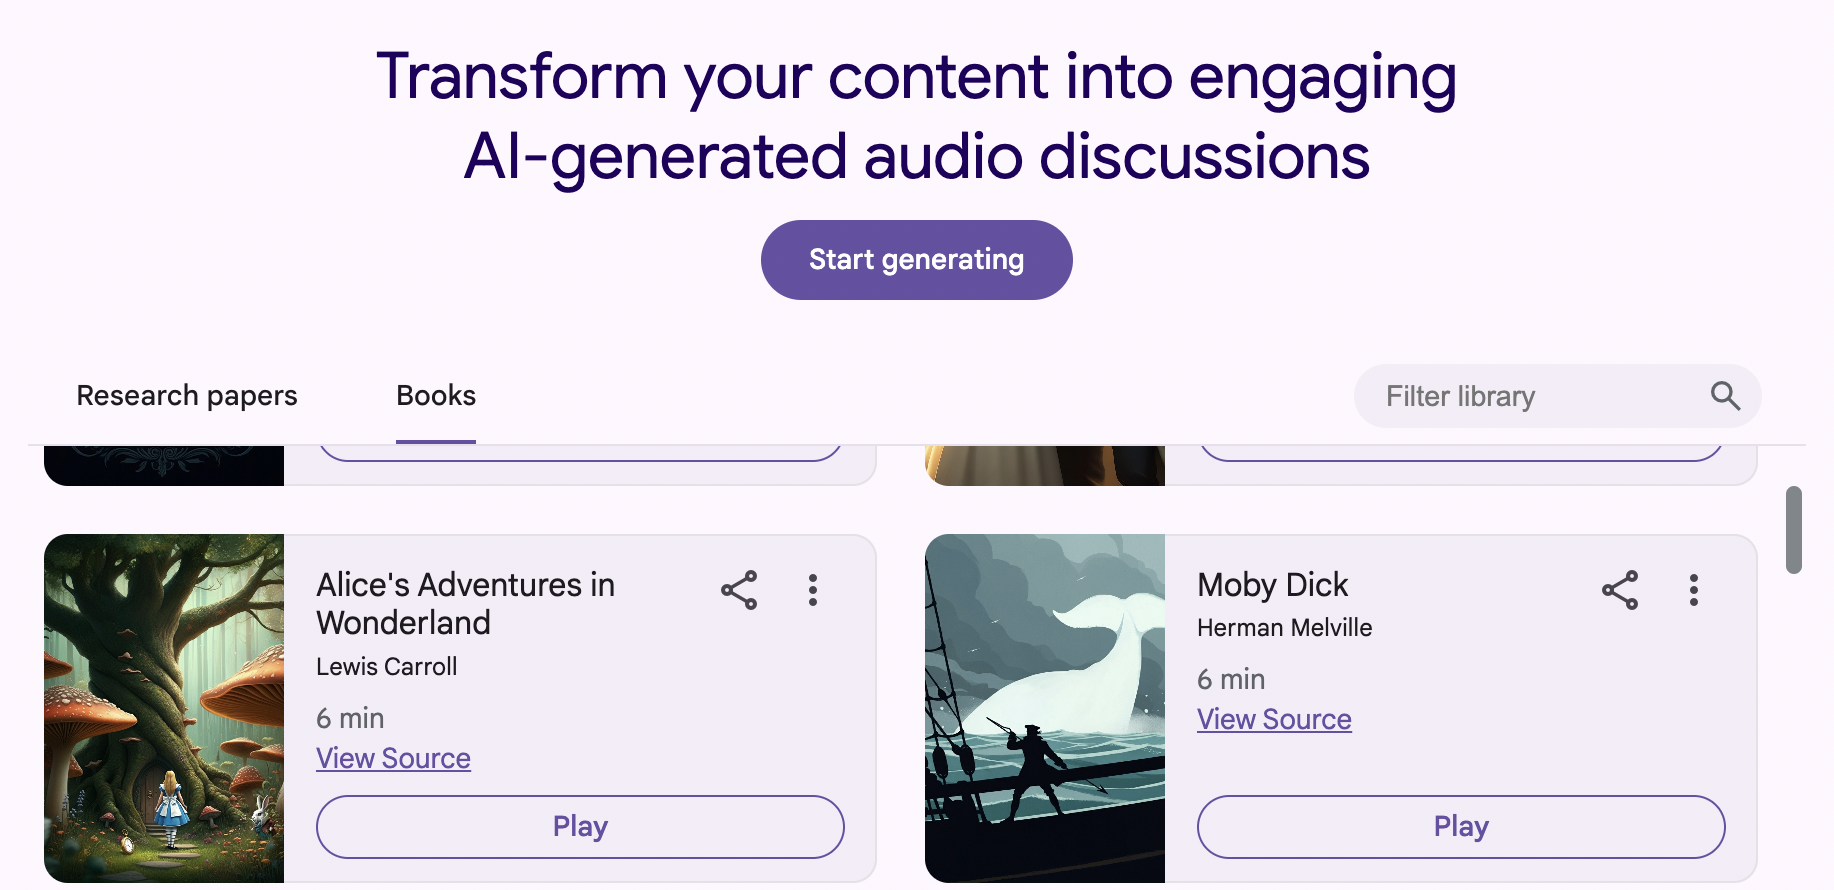 Transform your content into engaging
AI-generated audio discussions
Start generating
Research papers
Books
Filter library
Alice's Adventures in
Wonderland
Lewis Carroll
6 min
View Source
Play
Moby Dick
Herman Melville
6 min
View Source
Play